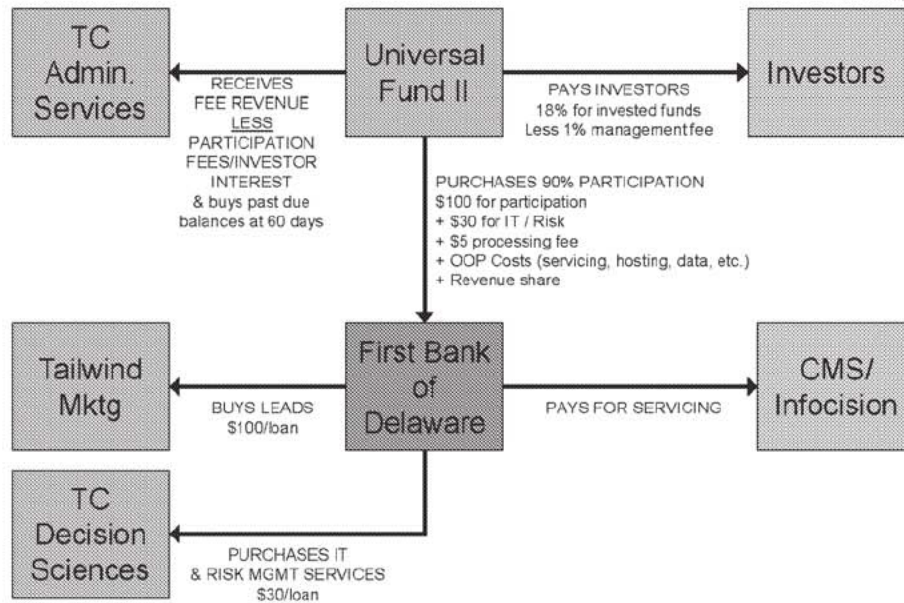 TC
Admin.
Services
Universal
Fund II
Investors
RECEIVES
FEE REVENUE
LESS
PARTICIPATION
FEES/INVESTOR
INTEREST
& buys past due
balances at 60 days
PAYS INVESTORS
18% for invested funds
Less 1% management fee
PURCHASES 90% PARTICIPATION
$100 for participation
+ $30 for IT / Risk
+ $5 processing fee
+ OOP Costs (servicing, hosting, data, etc.)
+ Revenue share
Tailwind
Mktg
First Bank
of
Delaware
CMS/
Infocision
BUYS LEADS
$100/loan
PAYS FOR SERVICING
TC
Decision
Sciences
PURCHASES IT
& RISK MGMT SERVICES
$30/loan